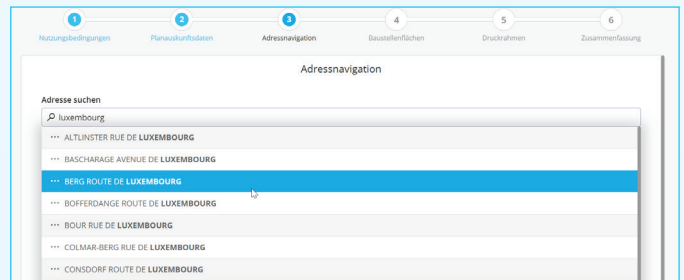 1 2 3 4 5 6
Nutzungsbedingungen Planauskunftsdaten Adressnavigation Baustellenflächen Druckrahmen Zusammenfassung
Adressnavigation
Adresse suchen
luxembourg
··· ALTLINSTER RUE DE LUXEMBOURG
··· BASCHARAGE AVENUE DE LUXEMBOURG
··· BERG ROUTE DE LUXEMBOURG
··· BOFFERDANGE ROUTE DE LUXEMBOURG
··· BOUR RUE DE LUXEMBOURG
··· COLMAR-BERG RUE DE LUXEMBOURG
··· CONSDORF ROUTE DE LUXEMBOURG